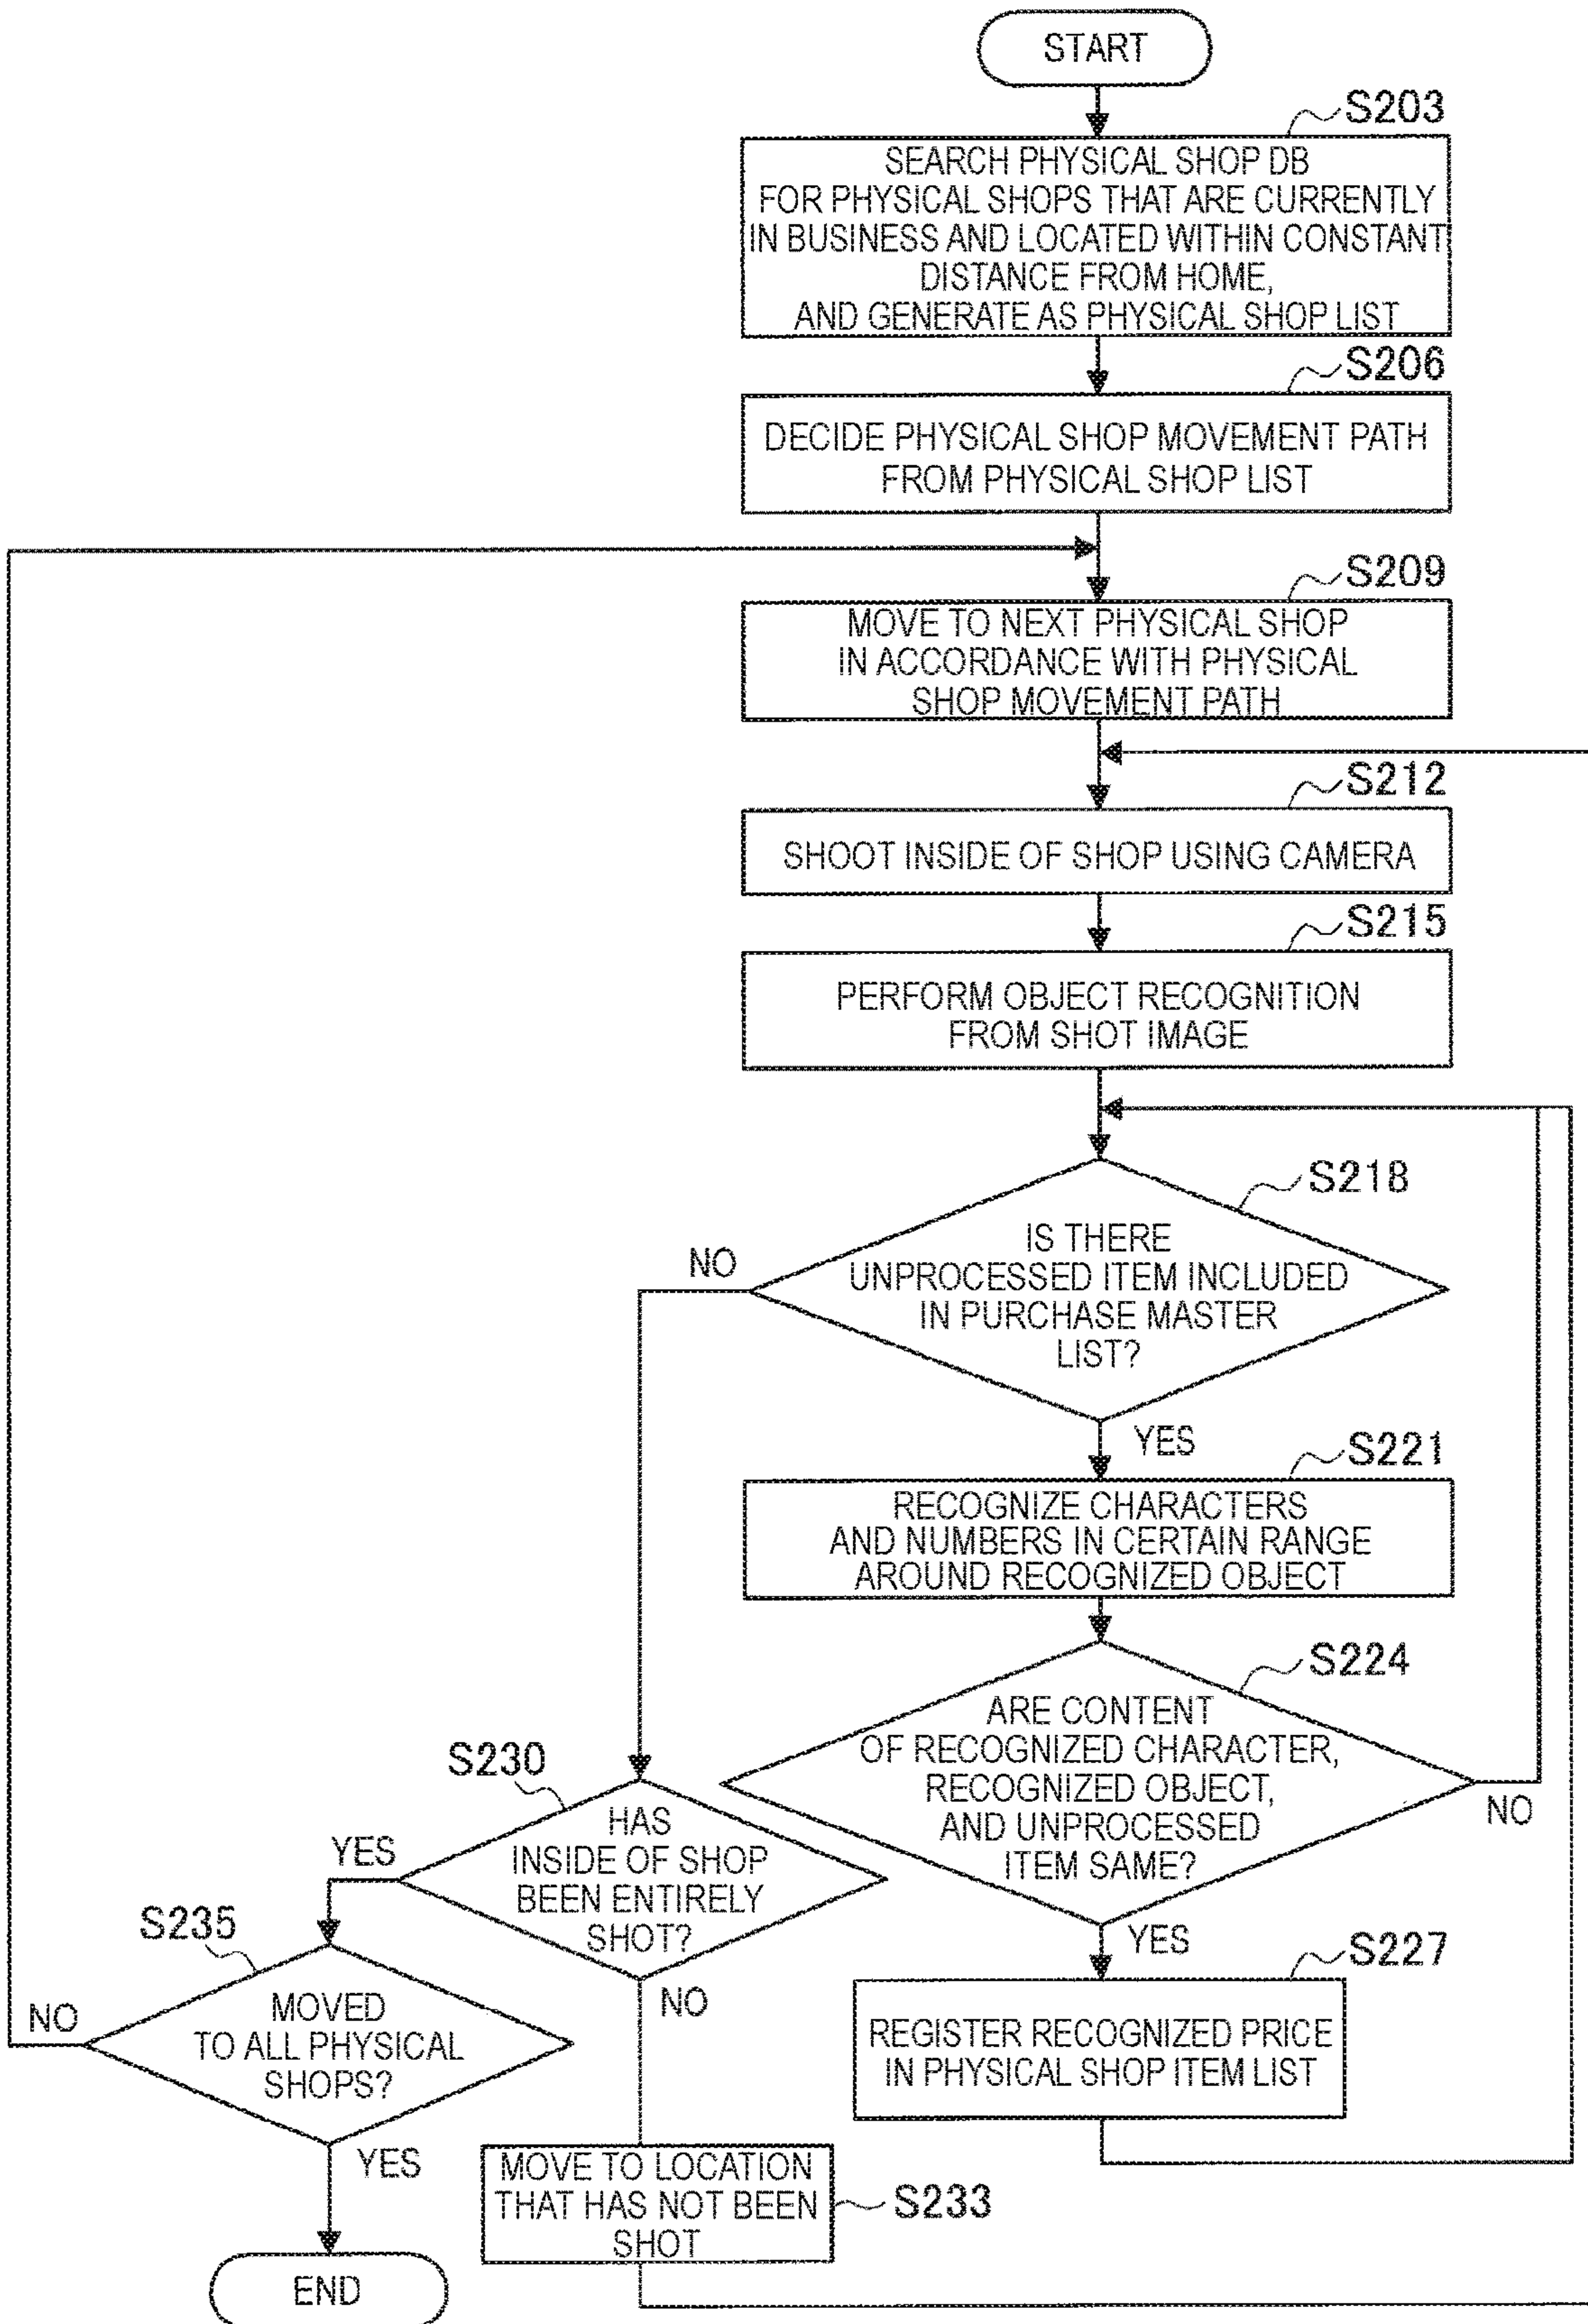 START
S203
SEARCH PHYSICAL SHOP DB
FOR PHYSICAL SHOPS THAT ARE CURRENTLY
IN BUSINESS AND LOCATED WITHIN CONSTANT
DISTANCE FROM HOME,
AND GENERATE AS PHYSICAL SHOP LIST
S206
DECIDE PHYSICAL SHOP MOVEMENT PATH
FROM PHYSICAL SHOP LIST
S209
MOVE TO NEXT PHYSICAL SHOP
IN ACCORDANCE WITH PHYSICAL
SHOP MOVEMENT PATH
S212
SHOOT INSIDE OF SHOP USING CAMERA
S215
PERFORM OBJECT RECOGNITION
FROM SHOT IMAGE
S218
IS THERE
UNPROCESSED ITEM INCLUDED
IN PURCHASE MASTER
LIST?
NO
YES
S221
RECOGNIZE CHARACTERS
AND NUMBERS IN CERTAIN RANGE
AROUND RECOGNIZED OBJECT
S224
ARE CONTENT
OF RECOGNIZED CHARACTER,
RECOGNIZED OBJECT,
AND UNPROCESSED
ITEM SAME?
NO
YES
S227
REGISTER RECOGNIZED PRICE
IN PHYSICAL SHOP ITEM LIST
S230
HAS
INSIDE OF SHOP
BEEN ENTIRELY
SHOT?
YES
NO
S235
MOVED
TO ALL PHYSICAL
SHOPS?
NO
YES
MOVE TO LOCATION
THAT HAS NOT BEEN
SHOT
S233
END